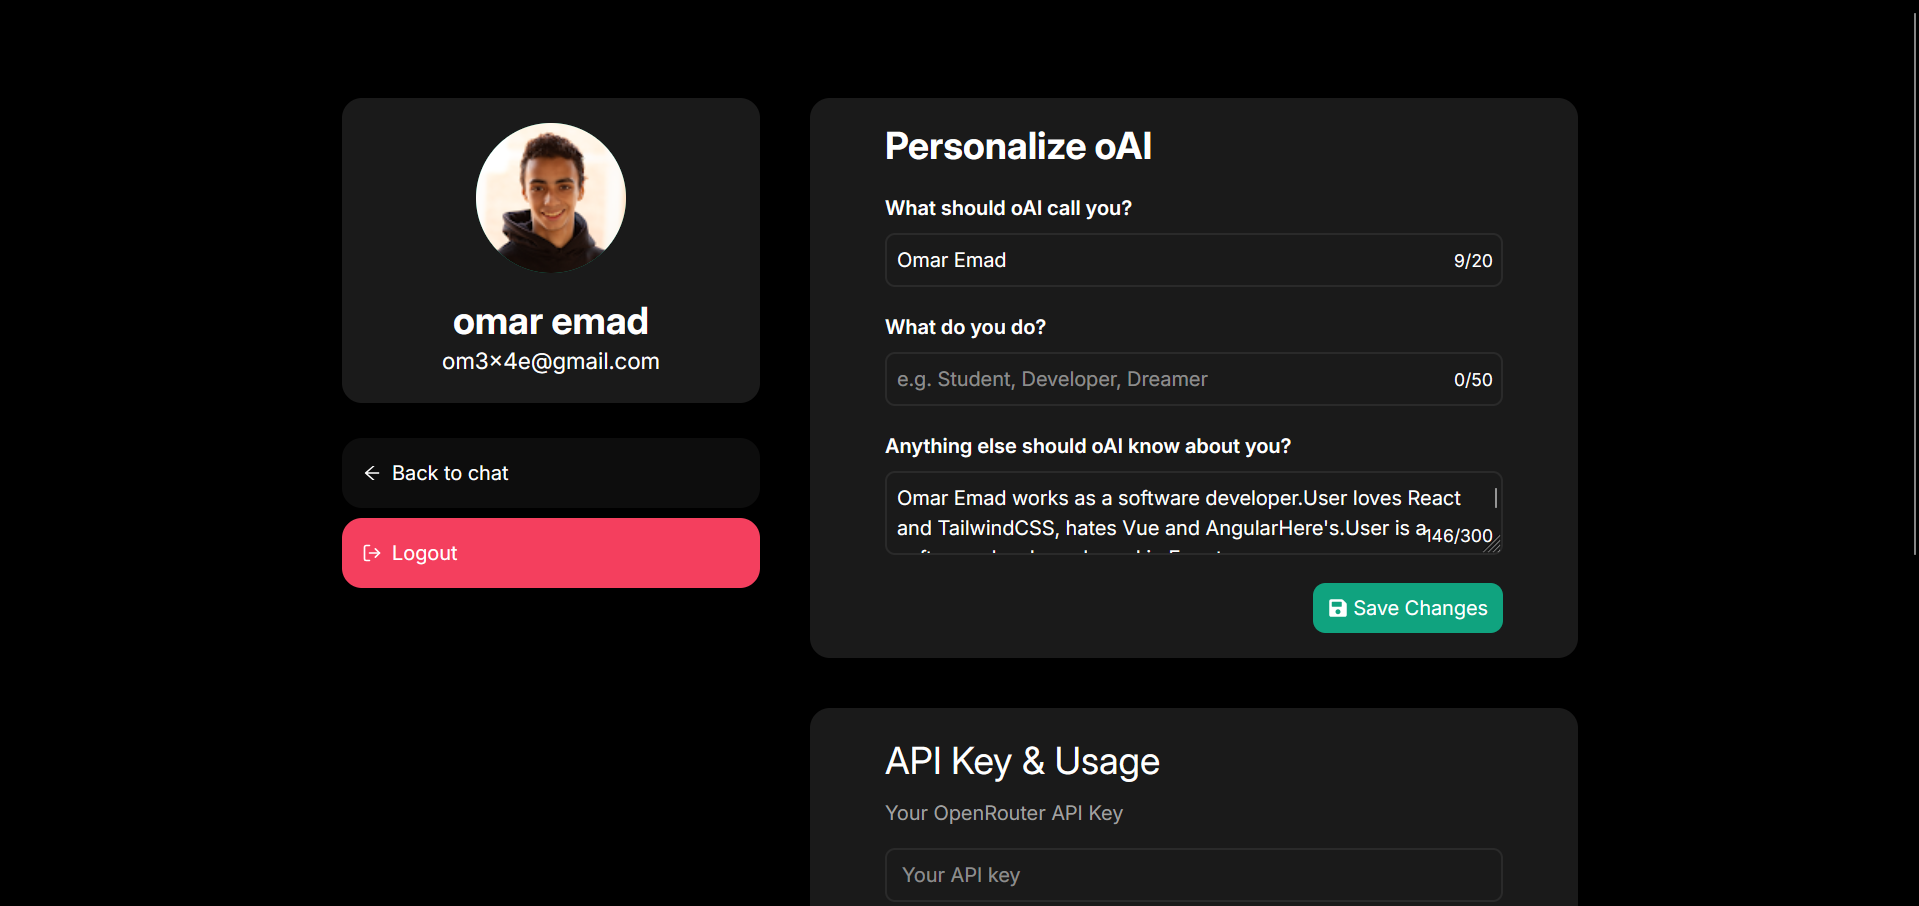 omar emad
om3x4e@gmail.com
Back to chat
Logout
Personalize oAI
What should oAI call you?
Omar Emad
9/20
What do you do?
e.g. Student, Developer, Dreamer
0/50
Anything else should oAI know about you?
Omar Emad works as a software developer.User loves React
and TailwindCSS, hates Vue and AngularHere's.User is a
146/300
Save Changes
API Key & Usage
Your OpenRouter API Key
Your API key